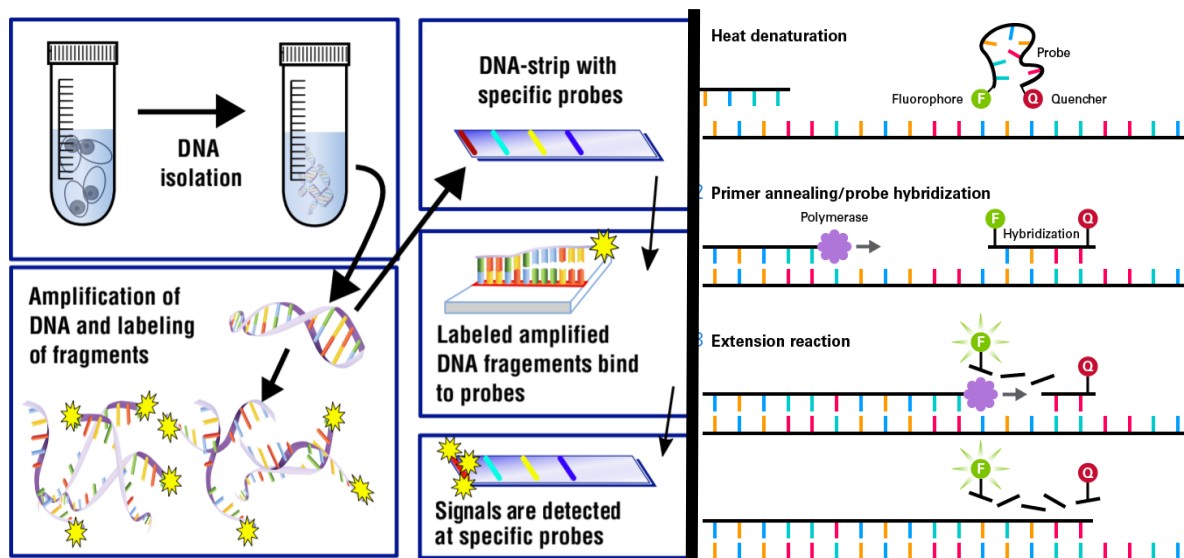 DNA
isolation
Amplification of
DNA and labeling
of fragments
DNA-strip with
specific probes
Labeled amplified
DNA fragements bind
to probes
Signals are detected
at specific probes
Heat denaturation
Probe
Fluorophore
F
Q
Quencher
2 Primer annealing/probe hybridization
Polymerase
F
Q
Hybridization
3 Extension reaction
F
Q
F
Q